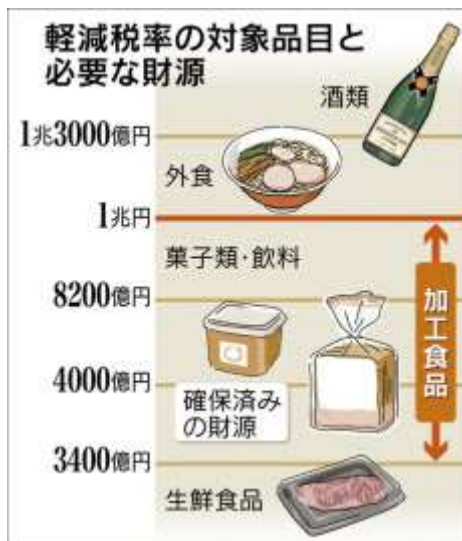 軽減税率の対象品目と
必要な財源
酒類
1兆3000億円
外食
1兆円
菓子類・飲料
8200億円
加工食品
4000億円
確保済み
の財源
3400億円
生鮮食品